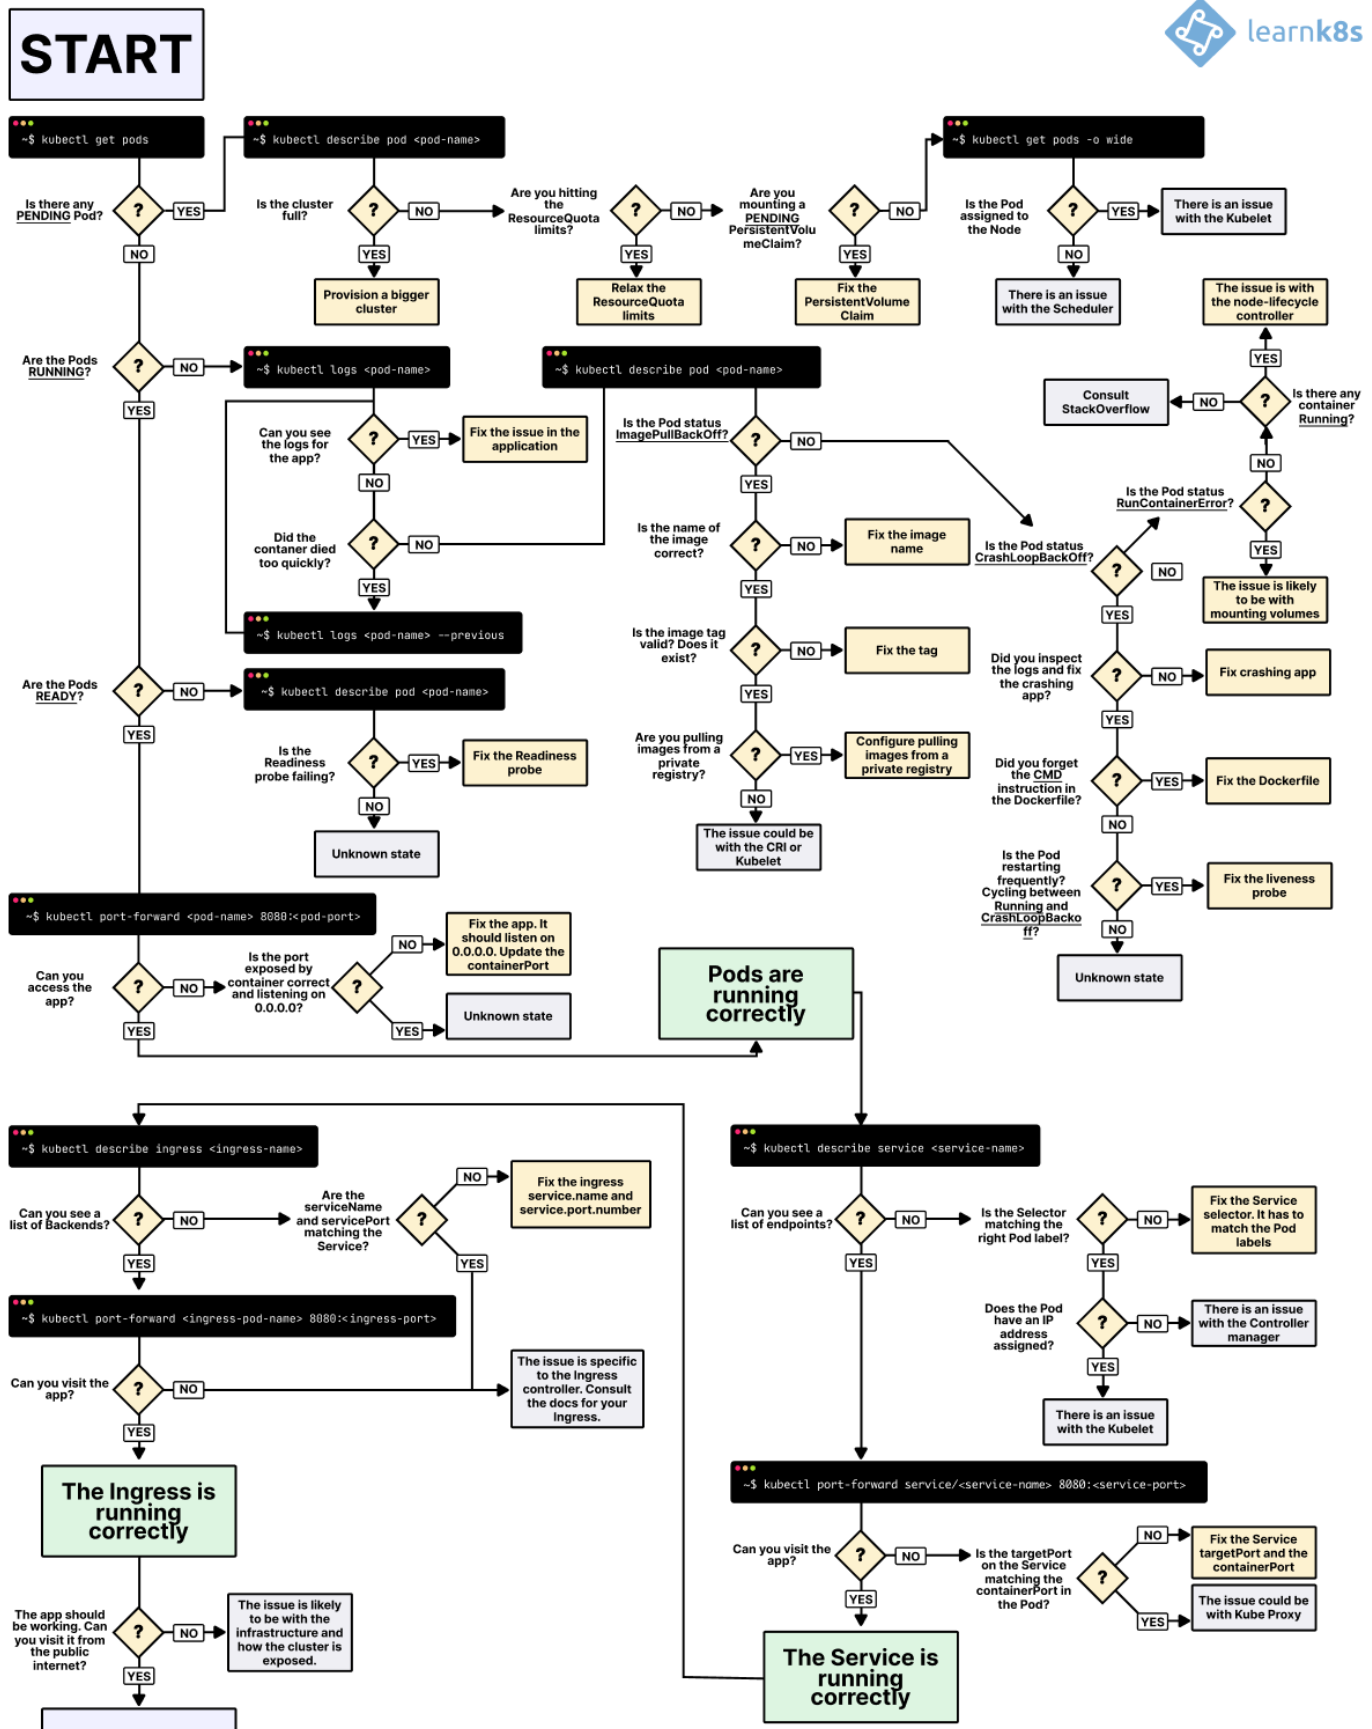 START
learnk8s
~$ kubectl get pods
~$ kubectl describe pod <pod-name>
~$ kubectl get pods -o wide
Is there any
PENDING Pod?
?
YES
NO
Is the cluster
full?
?
NO
YES
Provision a bigger
cluster
Are you hitting
the
ResourceQuota
limits?
?
NO
YES
Relax the
ResourceQuota
limits
Are you
mounting a
PENDING
PersistentVolu
meClaim?
?
NO
YES
Fix the
PersistentVolume
Claim
Is the Pod
assigned to
the Node
?
YES
There is an issue
with the Kubelet
NO
There is an issue
with the Scheduler
The issue is with
the node-lifecycle
controller
YES
Is there any
container
Running?
?
NO
Consult
StackOverflow
NO
Is the Pod status
RunContainerError?
?
YES
The issue is likely
to be with
mounting volumes
Are the Pods
RUNNING?
?
NO
YES
~$ kubectl logs <pod-name>
Can you see
the logs for
the app?
?
YES
Fix the issue in the
application
NO
Did the
contaner died
too quickly?
?
NO
YES
~$ kubectl logs <pod-name> --previous
~$ kubectl describe pod <pod-name>
Is the Pod status
ImagePullBackOff?
?
NO
YES
Is the name of
the image
correct?
?
NO
Fix the image
name
YES
Is the image tag
valid? Does it
exist?
?
NO
Fix the tag
YES
Are you pulling
images from a
private
registry?
?
YES
Configure pulling
images from a
private registry
NO
The issue could be
with the CRI or
Kubelet
Is the Pod status
CrashLoopBackOff?
?
NO
YES
Did you inspect
the logs and fix
the crashing
app?
?
NO
Fix crashing app
YES
Did you forget
the CMD
instruction in
the Dockerfile?
?
YES
Fix the Dockerfile
NO
Is the Pod
restarting
frequently?
Cycling between
Running and
CrashLoopBacko
ff?
?
YES
Fix the liveness
probe
NO
Unknown state
Are the Pods
READY?
?
NO
YES
~$ kubectl describe pod <pod-name>
Is the
Readiness
probe failing?
?
YES
Fix the Readiness
probe
NO
Unknown state
~$ kubectl port-forward <pod-name> 8080:<pod-port>
Can you
access the
app?
?
NO
YES
Is the port
exposed by
container correct
and listening on
0.0.0.0?
?
NO
Fix the app. It
should listen on
0.0.0.0. Update the
containerPort
YES
Unknown state
Pods are
running
correctly
~$ kubectl describe ingress <ingress-name>
Can you see a
list of Backends?
?
NO
YES
Are the
serviceName
and servicePort
matching the
Service?
?
NO
Fix the ingress
service.name and
service.port.number
YES
~$ kubectl port-forward <ingress-pod-name> 8080:<ingress-port>
Can you visit the
app?
?
NO
The issue is specific
to the Ingress
controller. Consult
the docs for your
Ingress.
YES
The Ingress is
running
correctly
The app should
be working. Can
you visit it from
the public
internet?
?
NO
The issue is likely
to be with the
infrastructure and
how the cluster is
exposed.
YES
~$ kubectl describe service <service-name>
Can you see a
list of endpoints?
?
NO
YES
Is the Selector
matching the
right Pod label?
?
NO
Fix the Service
selector. It has to
match the Pod
labels
YES
Does the Pod
have an IP
address
assigned?
?
NO
There is an issue
with the Controller
manager
YES
There is an issue
with the Kubelet
~$ kubectl port-forward service/<service-name> 8080:<service-port>
Can you visit the
app?
?
NO
YES
Is the targetPort
on the Service
matching the
containerPort in
the Pod?
?
NO
Fix the Service
targetPort and the
containerPort
YES
The issue could be
with Kube Proxy
The Service is
running
correctly